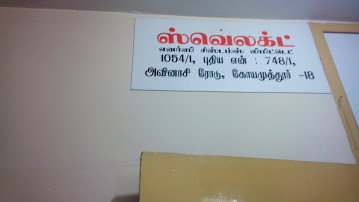 ஸ்வெலக்ட்
எனர்ஜி சிஸ்டம்ஸ் லிமிட்டெட்
1054/1, புதிய எண் : 748/1,
அவினாசி ரோடு, கோயமுத்தூர் -18